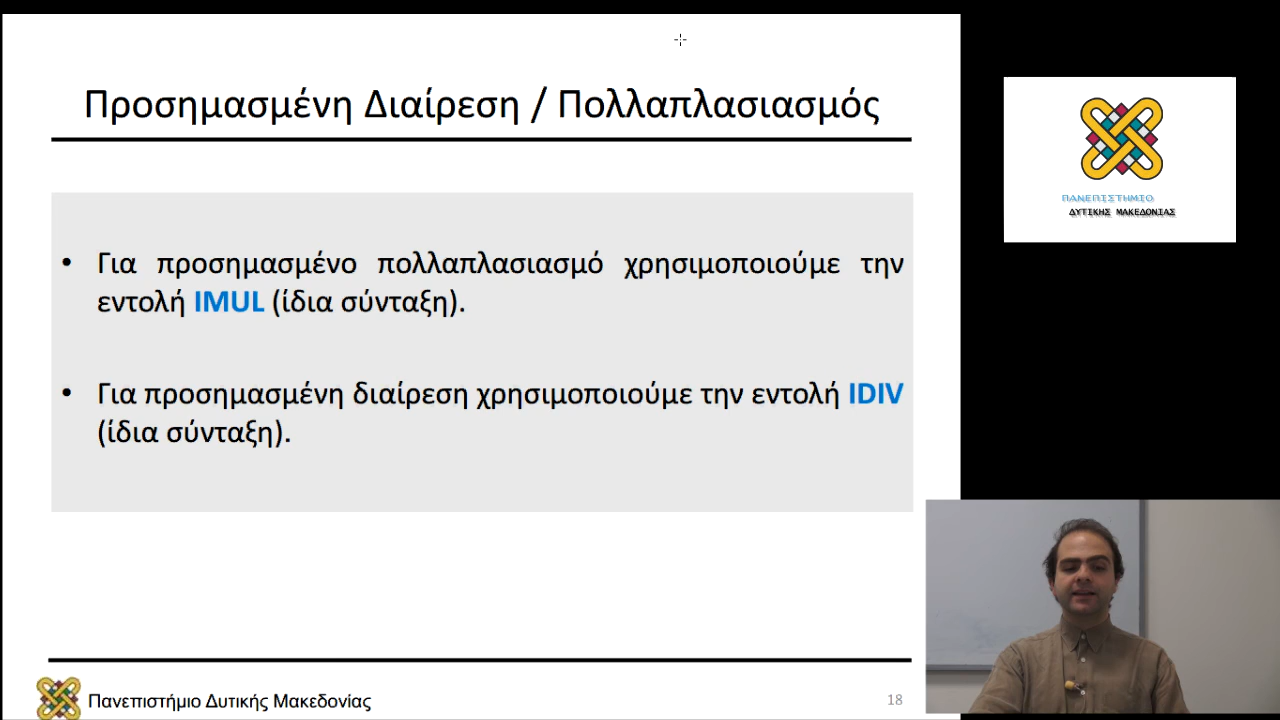 Προσημασμένη Διαίρεση / Πολλαπλασιασμός
ΠΑΝΕΠΙΣΤΗΜΙΟ
ΔΥΤΙΚΗΣ ΜΑΚΕΔΟΝΙΑΣ
• Για προσημασμένο πολλαπλασιασμό χρησιμοποιούμε την
εντολή IMUL (ίδια σύνταξη).
• Για προσημασμένη διαίρεση χρησιμοποιούμε την εντολή IDIV
(ίδια σύνταξη).
Πανεπιστήμιο Δυτικής Μακεδονίας
18